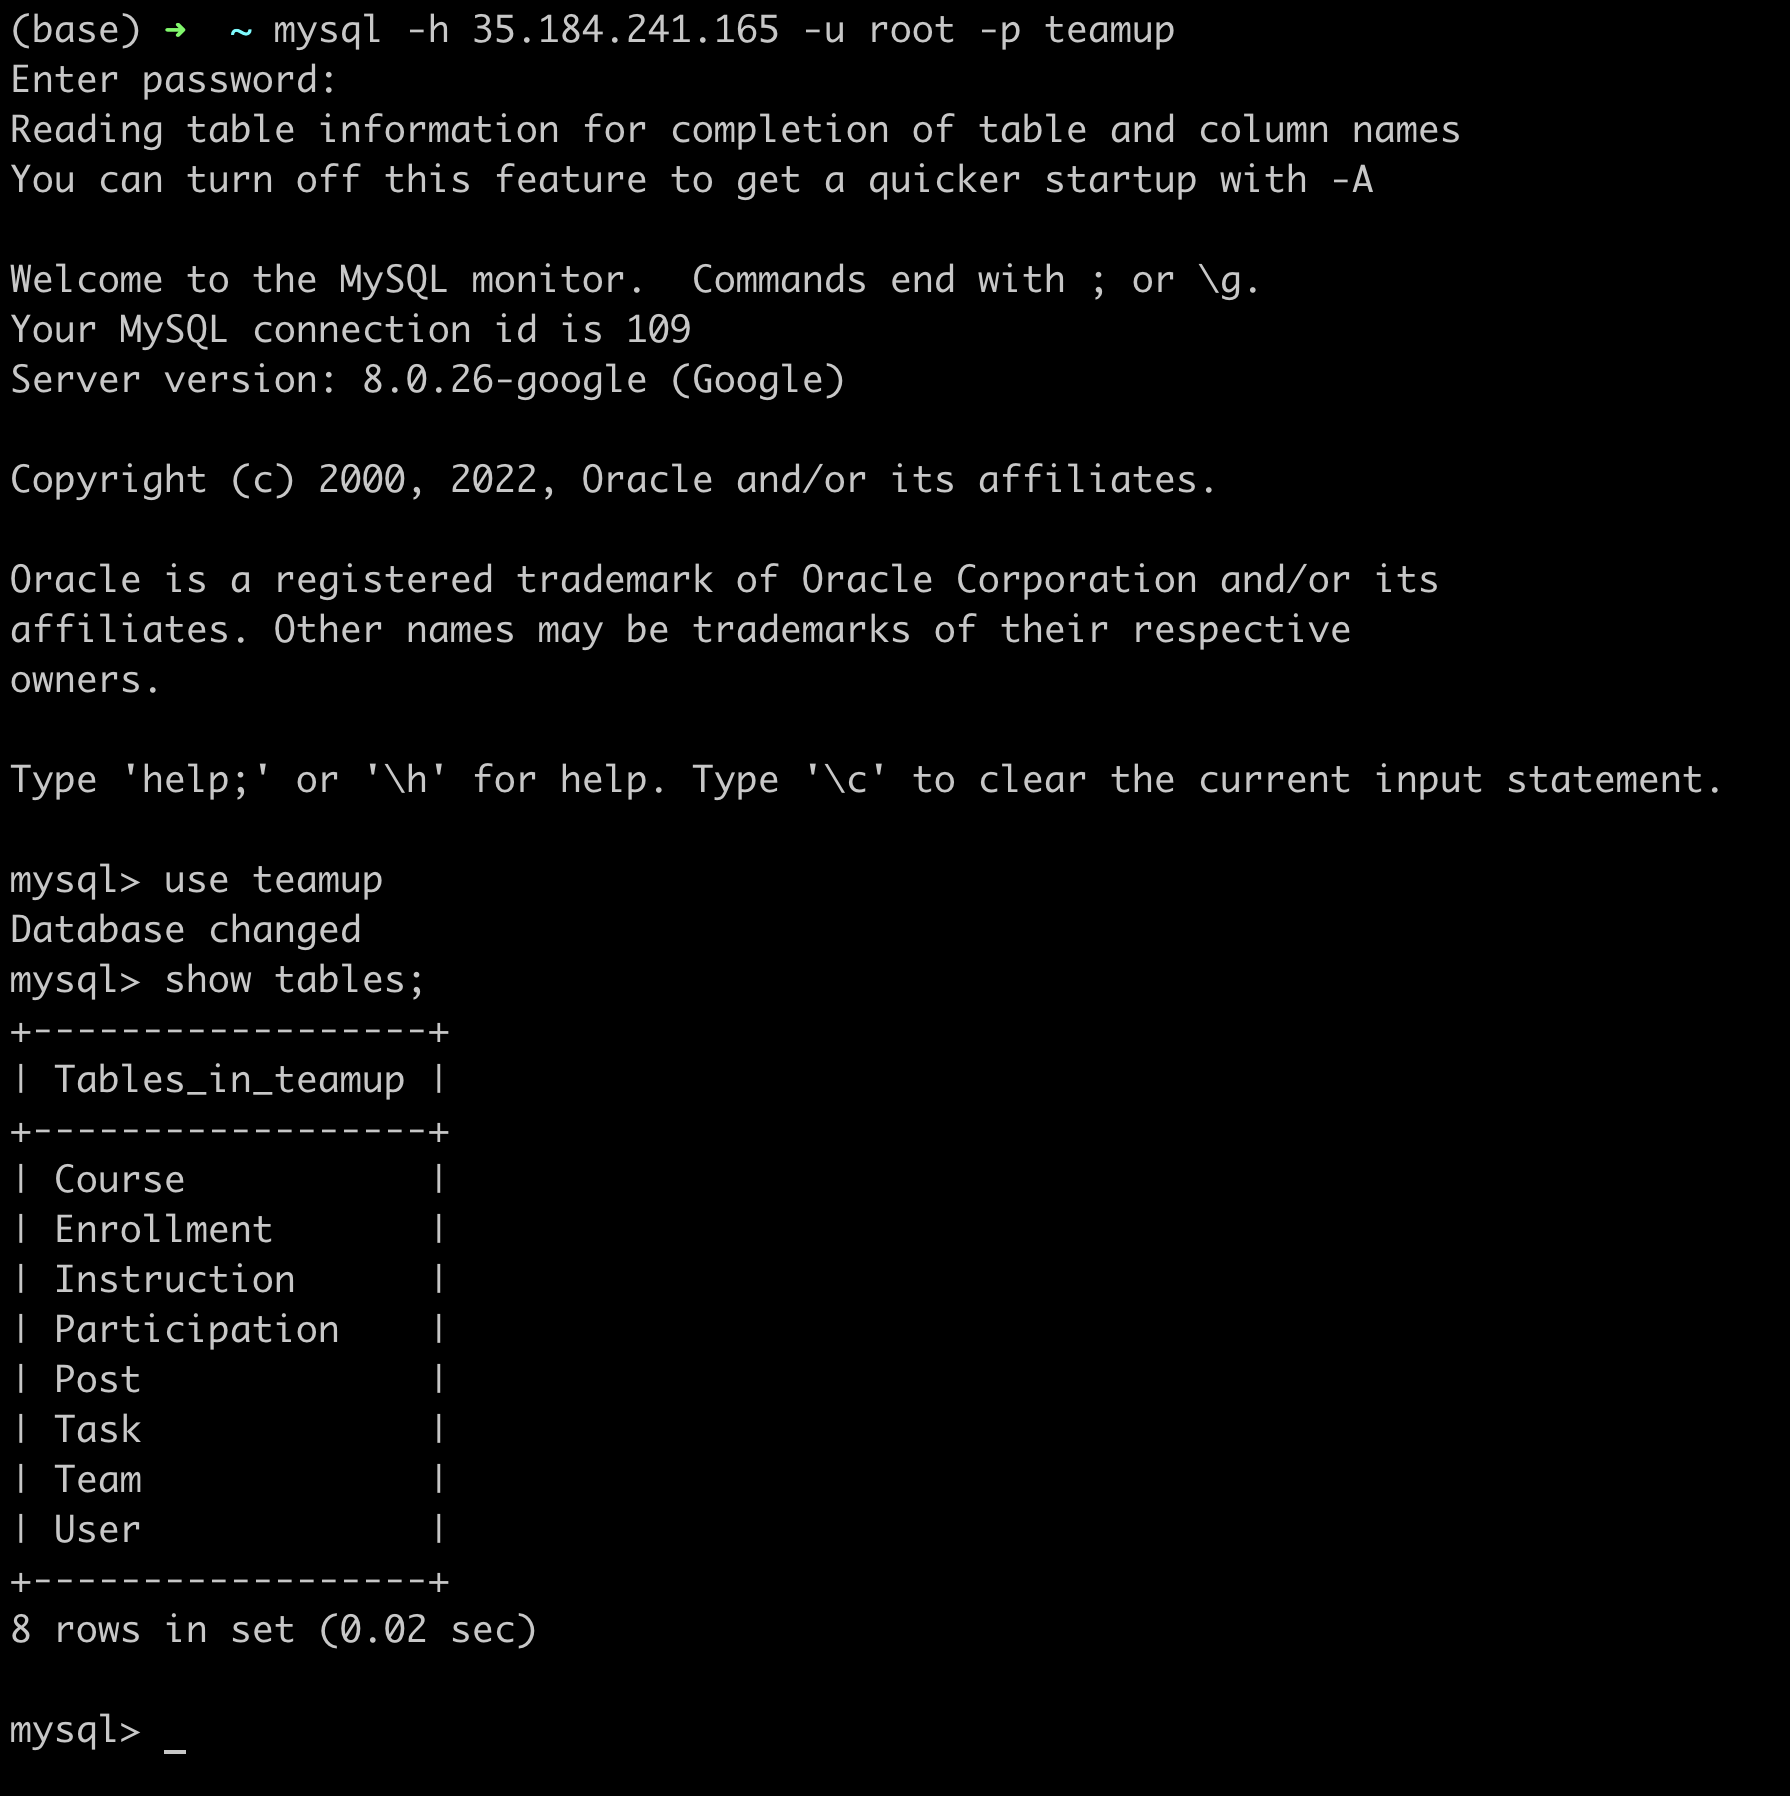 (base) ➜  ~ mysql -h 35.184.241.165 -u root -p teamup
Enter password:
Reading table information for completion of table and column names
You can turn off this feature to get a quicker startup with -A

Welcome to the MySQL monitor.  Commands end with ; or \g.
Your MySQL connection id is 109
Server version: 8.0.26-google (Google)

Copyright (c) 2000, 2022, Oracle and/or its affiliates.

Oracle is a registered trademark of Oracle Corporation and/or its
affiliates. Other names may be trademarks of their respective
owners.

Type 'help;' or '\h' for help. Type '\c' to clear the current input statement.

mysql> use teamup
Database changed
mysql> show tables;
+------------------+
| Tables_in_teamup |
+------------------+
| Course           |
| Enrollment       |
| Instruction      |
| Participation    |
| Post             |
| Task             |
| Team             |
| User             |
+------------------+
8 rows in set (0.02 sec)

mysql> _